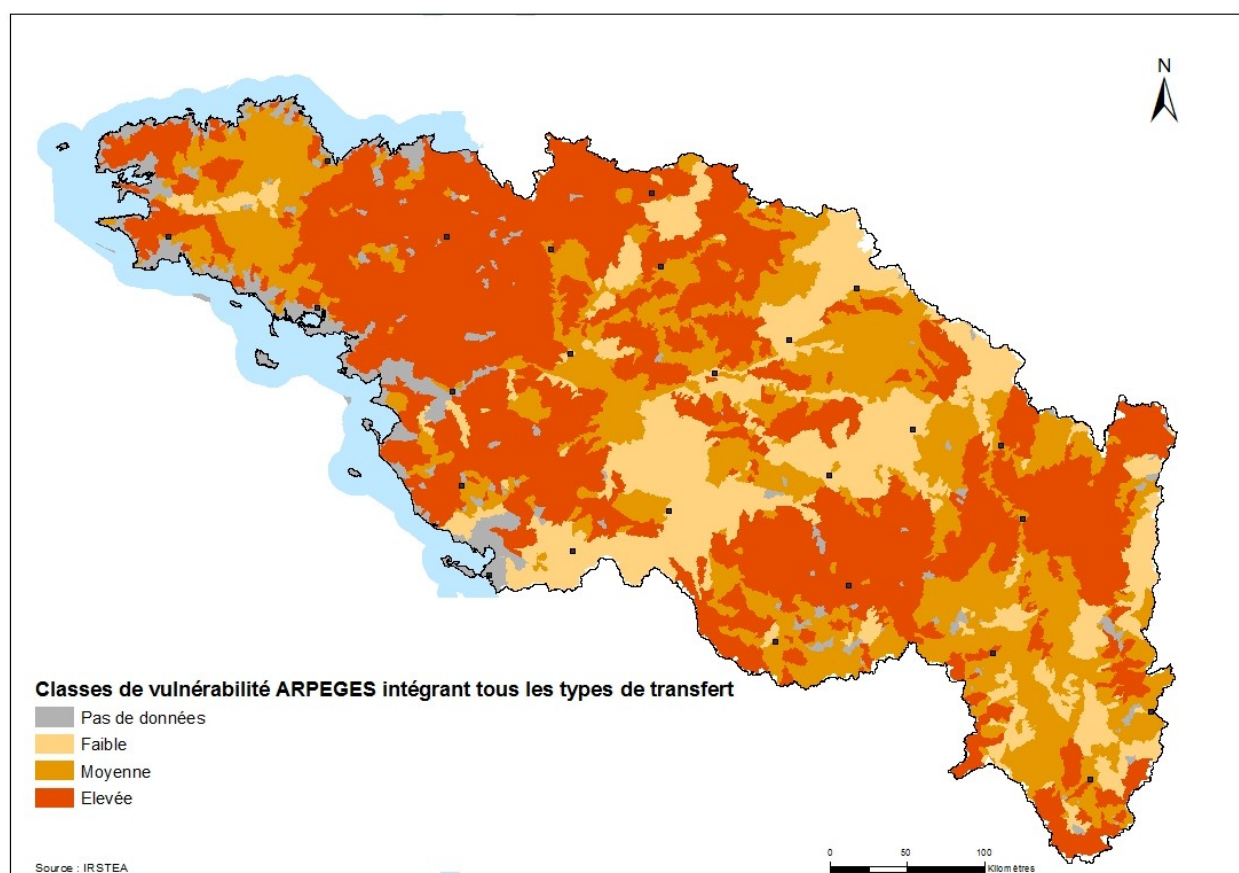 N
Classes de vulnérabilité ARPEGES intégrant tous les types de transfert
Pas de données
Faible
Moyenne
Elevée
Source : IRSTEA
0 50 100
Kilomètres